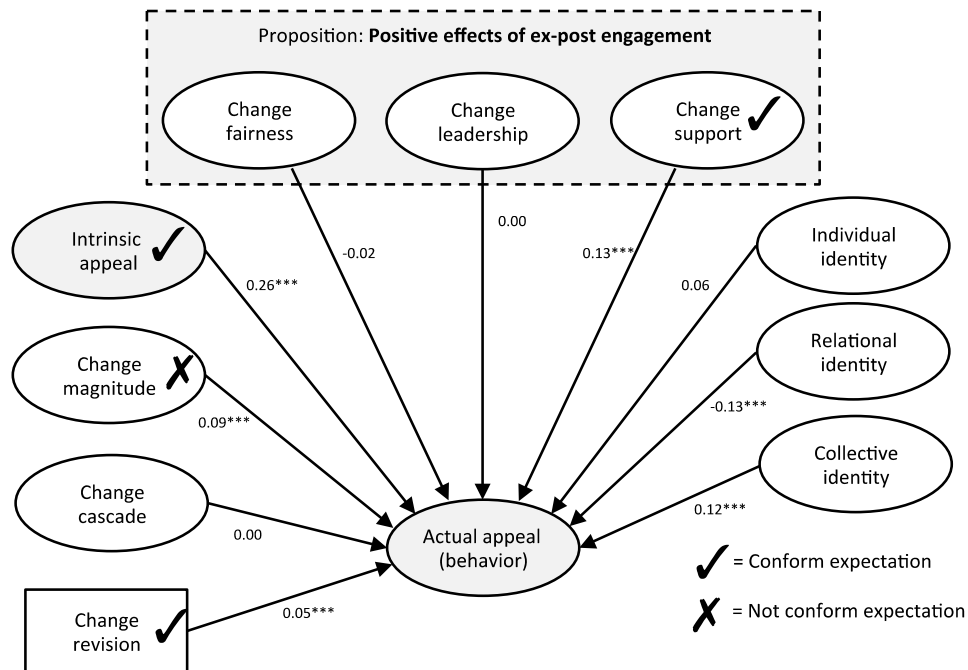 Proposition: Positive effects of ex-post engagement
Change
fairness
Change
leadership
Change
support
Intrinsic
appeal
Individual
identity
0.00
-0.02
0.13***
0.26***
0.06
Change
magnitude
Relational
identity
0.09***
-0.13***
Change
cascade
Collective
identity
0.00
0.12***
Actual appeal
(behavior)
= Conform expectation
Change
revision
0.05***
= Not conform expectation